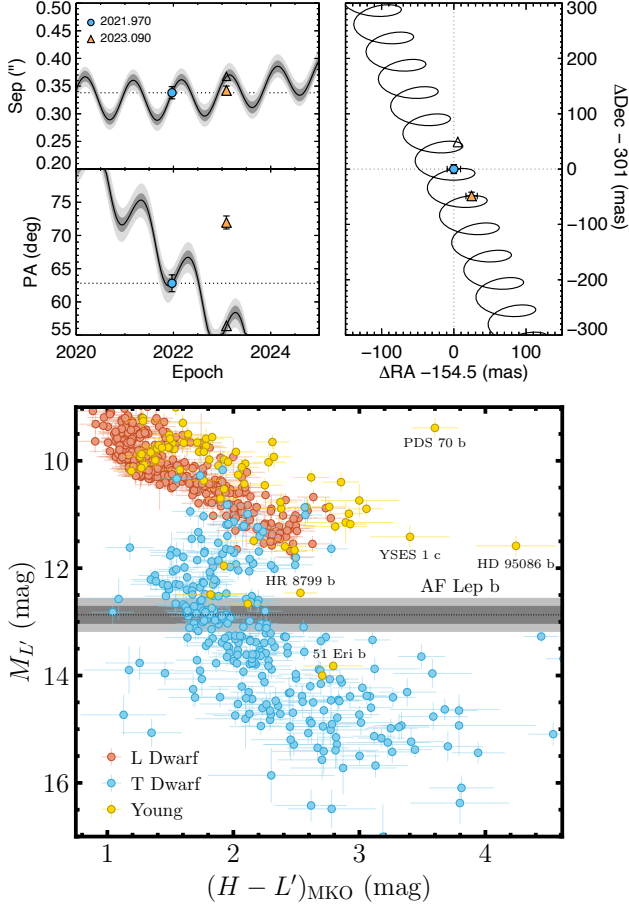 2021.970
2023.090
Sep (")
0.50
0.45
0.40
0.35
0.30
0.25
0.20
PA (deg)
75
70
65
60
55
2020
2022
2024
Epoch
300
200
100
0
−100
−200
−300
ΔDec − 301 (mas)
−100
0
100
ΔRA −154.5 (mas)
PDS 70 b
YSES 1 c
HD 95086 b
HR 8799 b
AF Lep b
51 Eri b
L Dwarf
T Dwarf
Young
10
12
14
16
M_{L'} (mag)
1
2
3
4
(H − L')_{MKO} (mag)